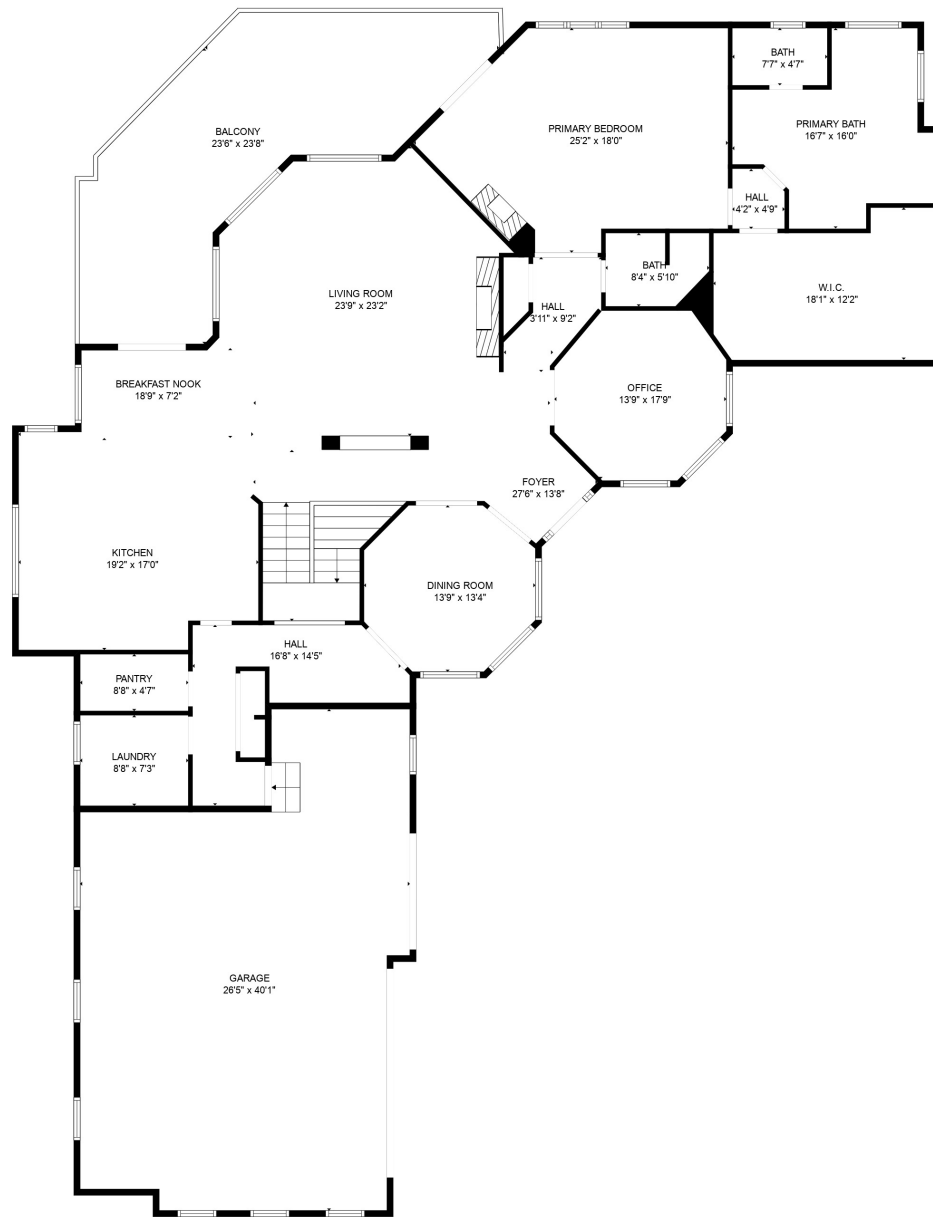 BATH
7'7" x 4'7"
BALCONY
23'6" x 23'8"
PRIMARY BEDROOM
25'2" x 18'0"
PRIMARY BATH
16'7" x 16'0"
HALL
4'2" x 4'9"
BATH
8'4" x 5'10"
LIVING ROOM
23'9" x 23'2"
HALL
3'11" x 9'2"
W.I.C.
18'1" x 12'2"
BREAKFAST NOOK
18'9" x 7'2"
OFFICE
13'9" x 17'9"
FOYER
27'6" x 13'8"
KITCHEN
19'2" x 17'0"
DINING ROOM
13'9" x 13'4"
HALL
16'8" x 14'5"
PANTRY
8'8" x 4'7"
LAUNDRY
8'8" x 7'3"
GARAGE
26'5" x 40'1"